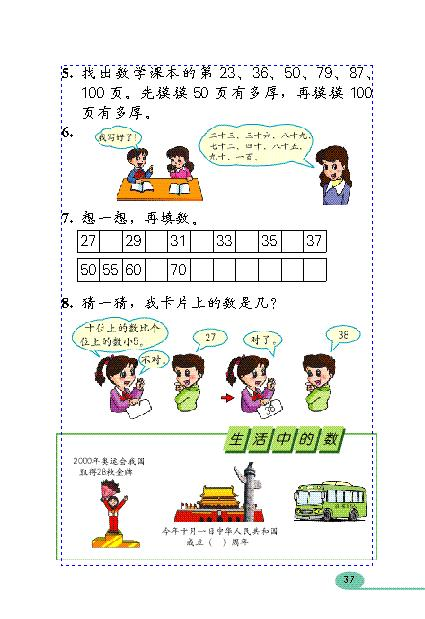 5. 找出数学课本的第 23、36、50、79、87、
100 页。先摸摸 50 页有多厚，再摸摸 100
页有多厚。
6.
我写对了！
二十三、三十六、八十九、
七十二、四十、八十五、
九十、一百。
7. 想一想，再填数。
27 29 31 33 35 37
50 55 60 70
8. 猜一猜，我卡片上的数是几？
十位上的数比个
位上的数小5。
不对。
27
对了。
38
38
生活中的数
2000年奥运会我国
取得28枚金牌
今年十月一日中华人民共和国
成立（ ）周年
37